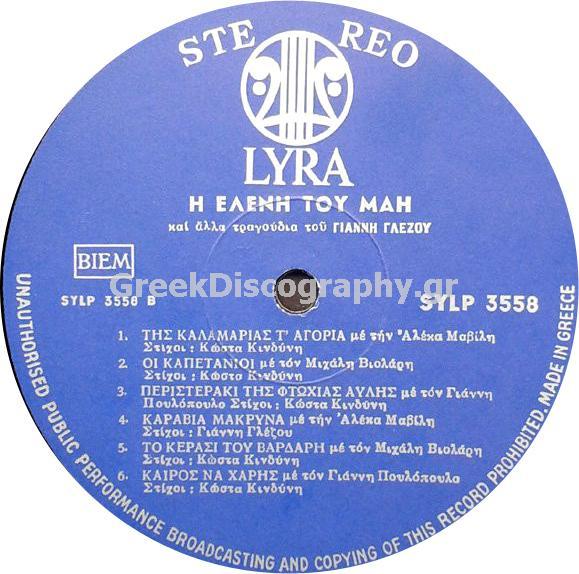 STEREO
LYRA
Η ΕΛΕΝΗ ΤΟΥ ΜΑΗ
καὶ ἄλλα τραγούδια τοῦ ΓΙΑΝΝΗ ΓΛΕΖΟΥ
BIEM
GreekDiscography.gr
SYLP 3558 B
SYLP 3558
1. ΤΗΣ ΚΑΛΑΜΑΡΙΑΣ Τ' ΑΓΟΡΙΑ μέ τήν Ἀλέκα Μαβίλη
Στίχοι : Κώστα Κινδύνη
2. ΟΙ ΚΑΠΕΤΑΝΙΟΙ μέ τόν Μιχάλη Βιολάρη
Στίχοι : Κώστα Κινδύνη
3. ΠΕΡΙΣΤΕΡΑΚΙ ΤΗΣ ΦΤΩΧΙΑΣ ΑΥΛΗΣ μέ τόν Γιάννη
Πουλόπουλο Στίχοι : Κώστα Κινδύνη
4. ΚΑΡΑΒΙΑ ΜΑΚΡΥΝΑ μέ τήν Ἀλέκα Μαβίλη
Στίχοι : Γιάννη Γλέζου
5. ΤΟ ΚΕΡΑΣΙ ΤΟΥ ΒΑΡΔΑΡΗ μέ τόν Μιχάλη Βιολάρη
Στίχοι : Κώστα Κινδύνη
6. ΚΑΙΡΟΣ ΝΑ ΧΑΡΗΣ μέ τόν Γιάννη Πουλόπουλο
Στίχοι : Κώστα Κινδύνη
UNAUTHORISED PUBLIC PERFORMANCE BROADCASTING AND COPYING OF THIS RECORD PROHIBITED. MADE IN GREECE